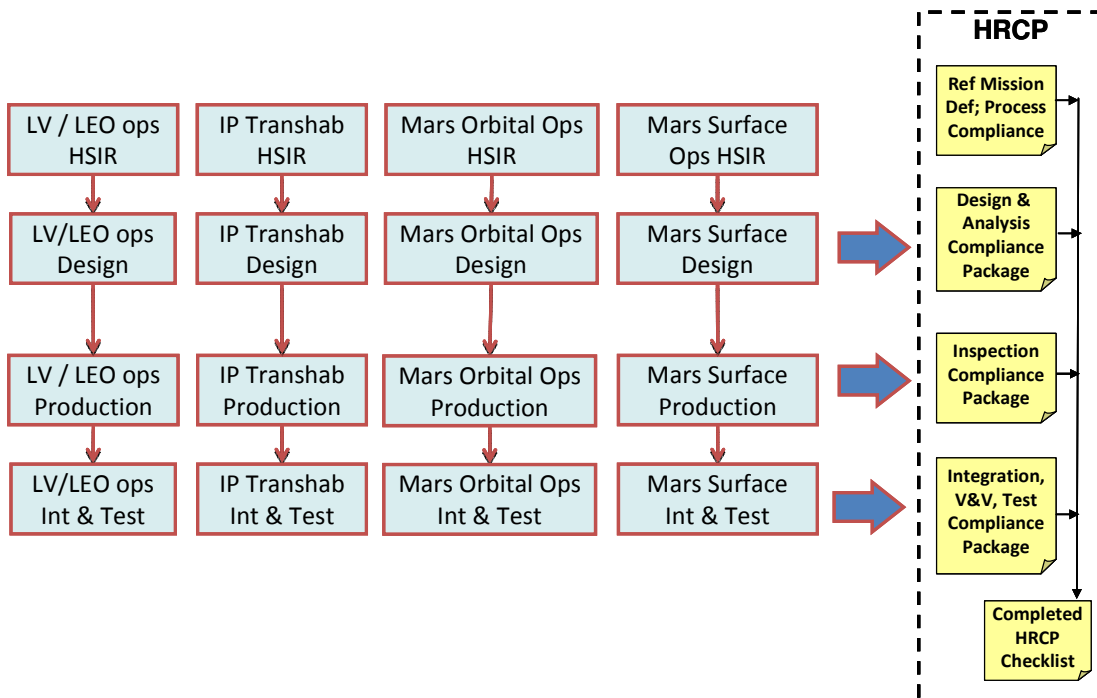 HRCP
Ref Mission
Def; Process
Compliance
LV / LEO ops
HSIR
IP Transhab
HSIR
Mars Orbital Ops
HSIR
Mars Surface
Ops HSIR
LV/LEO ops
Design
IP Transhab
Design
Mars Orbital Ops
Design
Mars Surface
Design
Design &
Analysis
Compliance
Package
LV / LEO ops
Production
IP Transhab
Production
Mars Orbital Ops
Production
Mars Surface
Production
Inspection
Compliance
Package
LV/LEO ops
Int & Test
IP Transhab
Int & Test
Mars Orbital Ops
Int & Test
Mars Surface
Int & Test
Integration,
V&V, Test
Compliance
Package
Completed
HRCP
Checklist